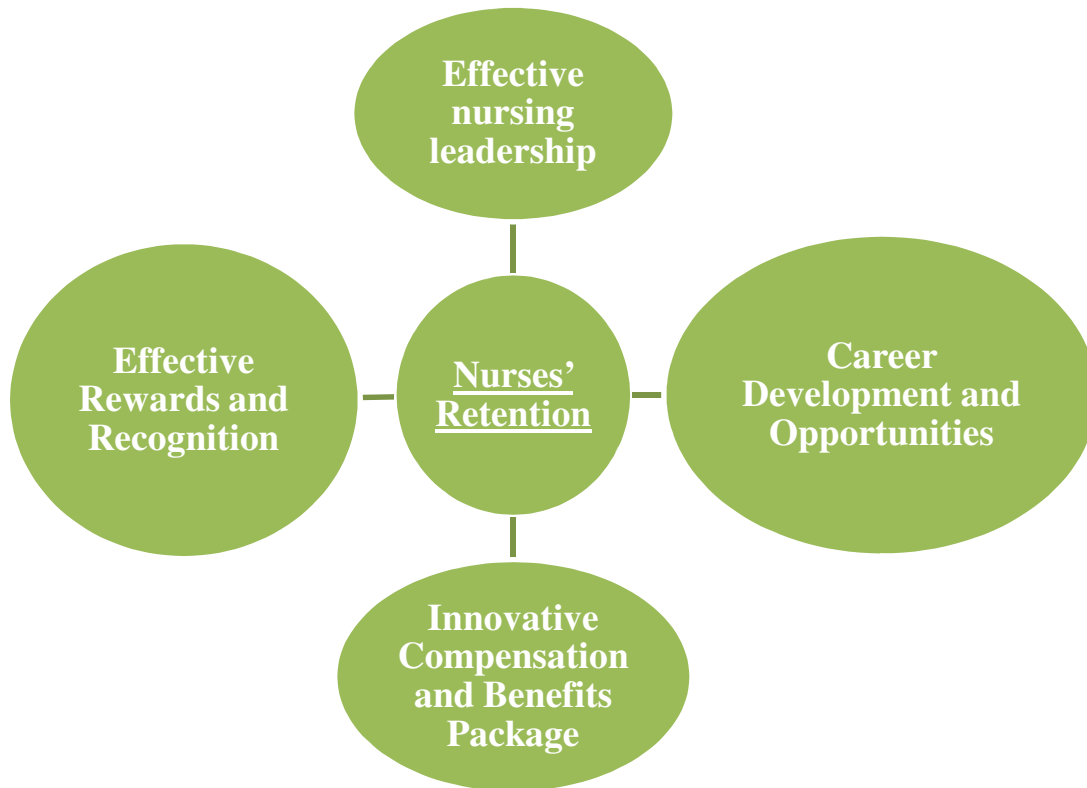 Effective
nursing
leadership
Effective
Rewards and
Recognition
Nurses’
Retention
Career
Development and
Opportunities
Innovative
Compensation
and Benefits
Package